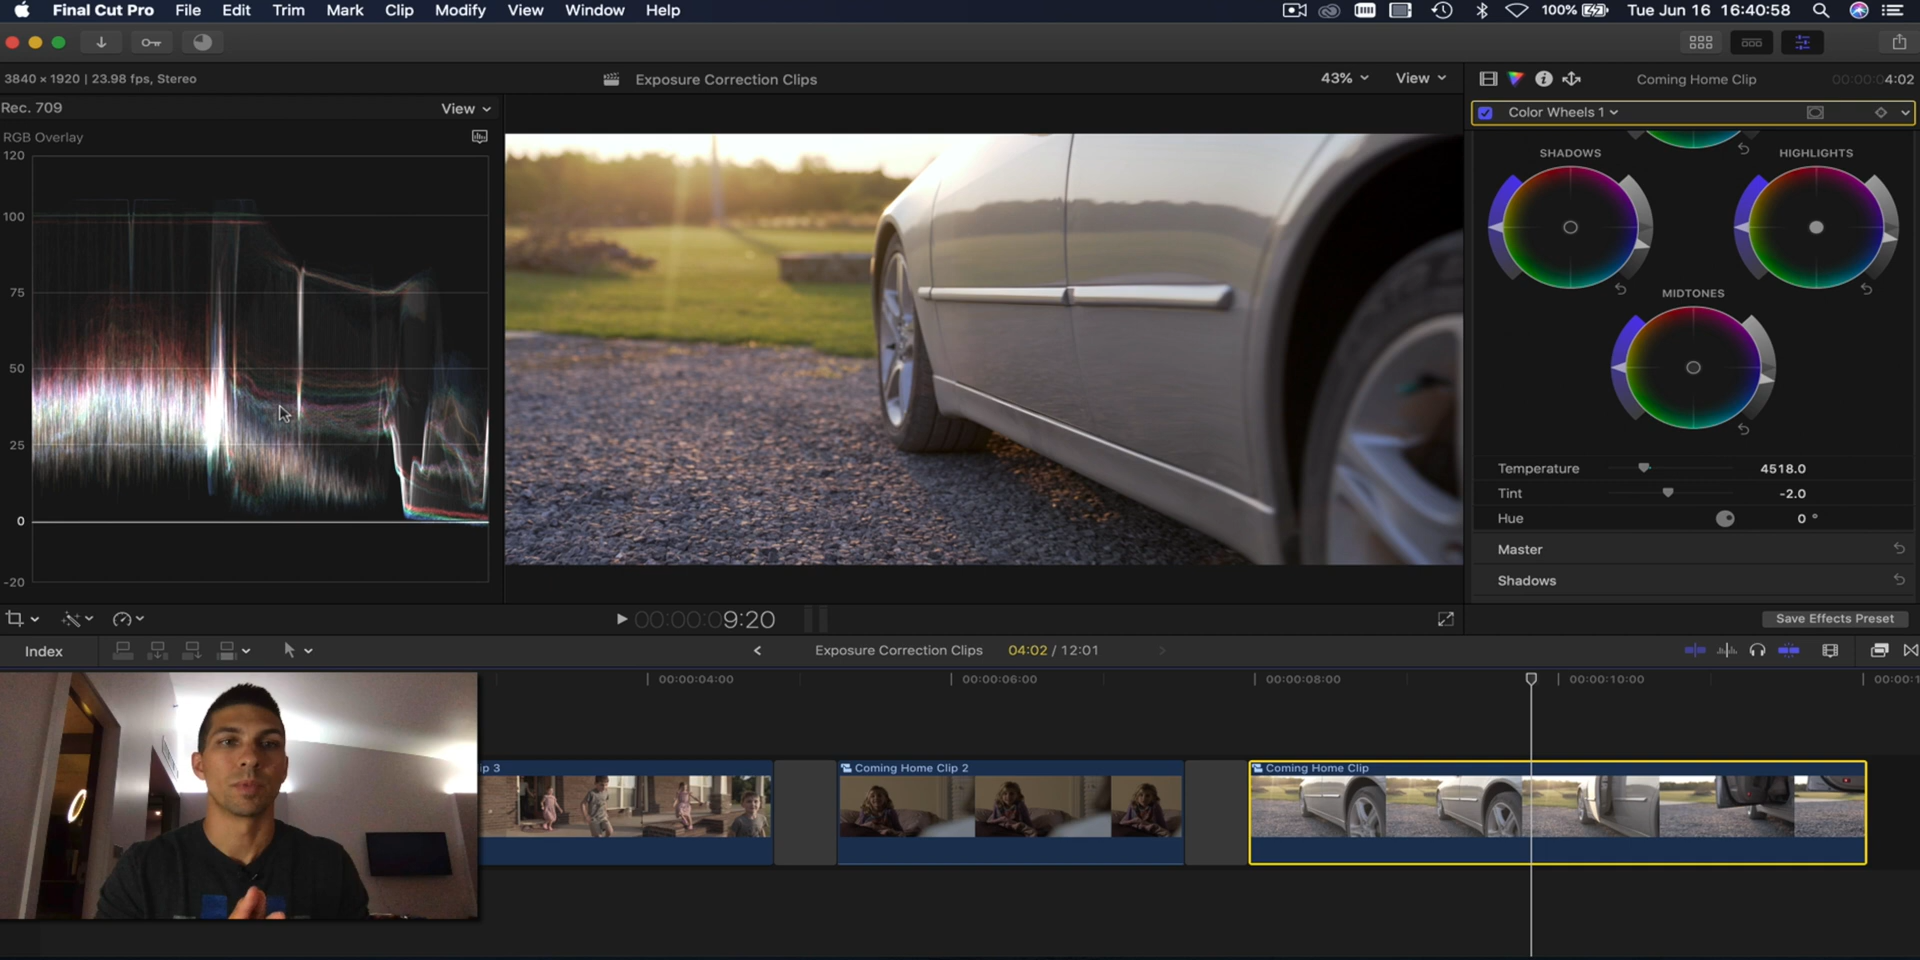 Final Cut Pro File Edit Trim Mark Clip Modify View Window Help 100% Tue Jun 16 16:40:58
3840 × 1920 | 23.98 fps, Stereo Exposure Correction Clips 43% View Coming Home Clip 00:00:04:02
Rec. 709 View Color Wheels 1
RGB Overlay
SHADOWS HIGHLIGHTS
120
100
75
50
25
0
-20
MIDTONES
Temperature 4518.0
Tint -2.0
Hue 0 °
Master
Shadows
00:00:09:20 Save Effects Preset
Index Exposure Correction Clips 04:02 / 12:01
00:00:04:00 00:00:06:00 00:00:08:00 00:00:10:00 00:00:1
ip 3 Coming Home Clip 2 Coming Home Clip